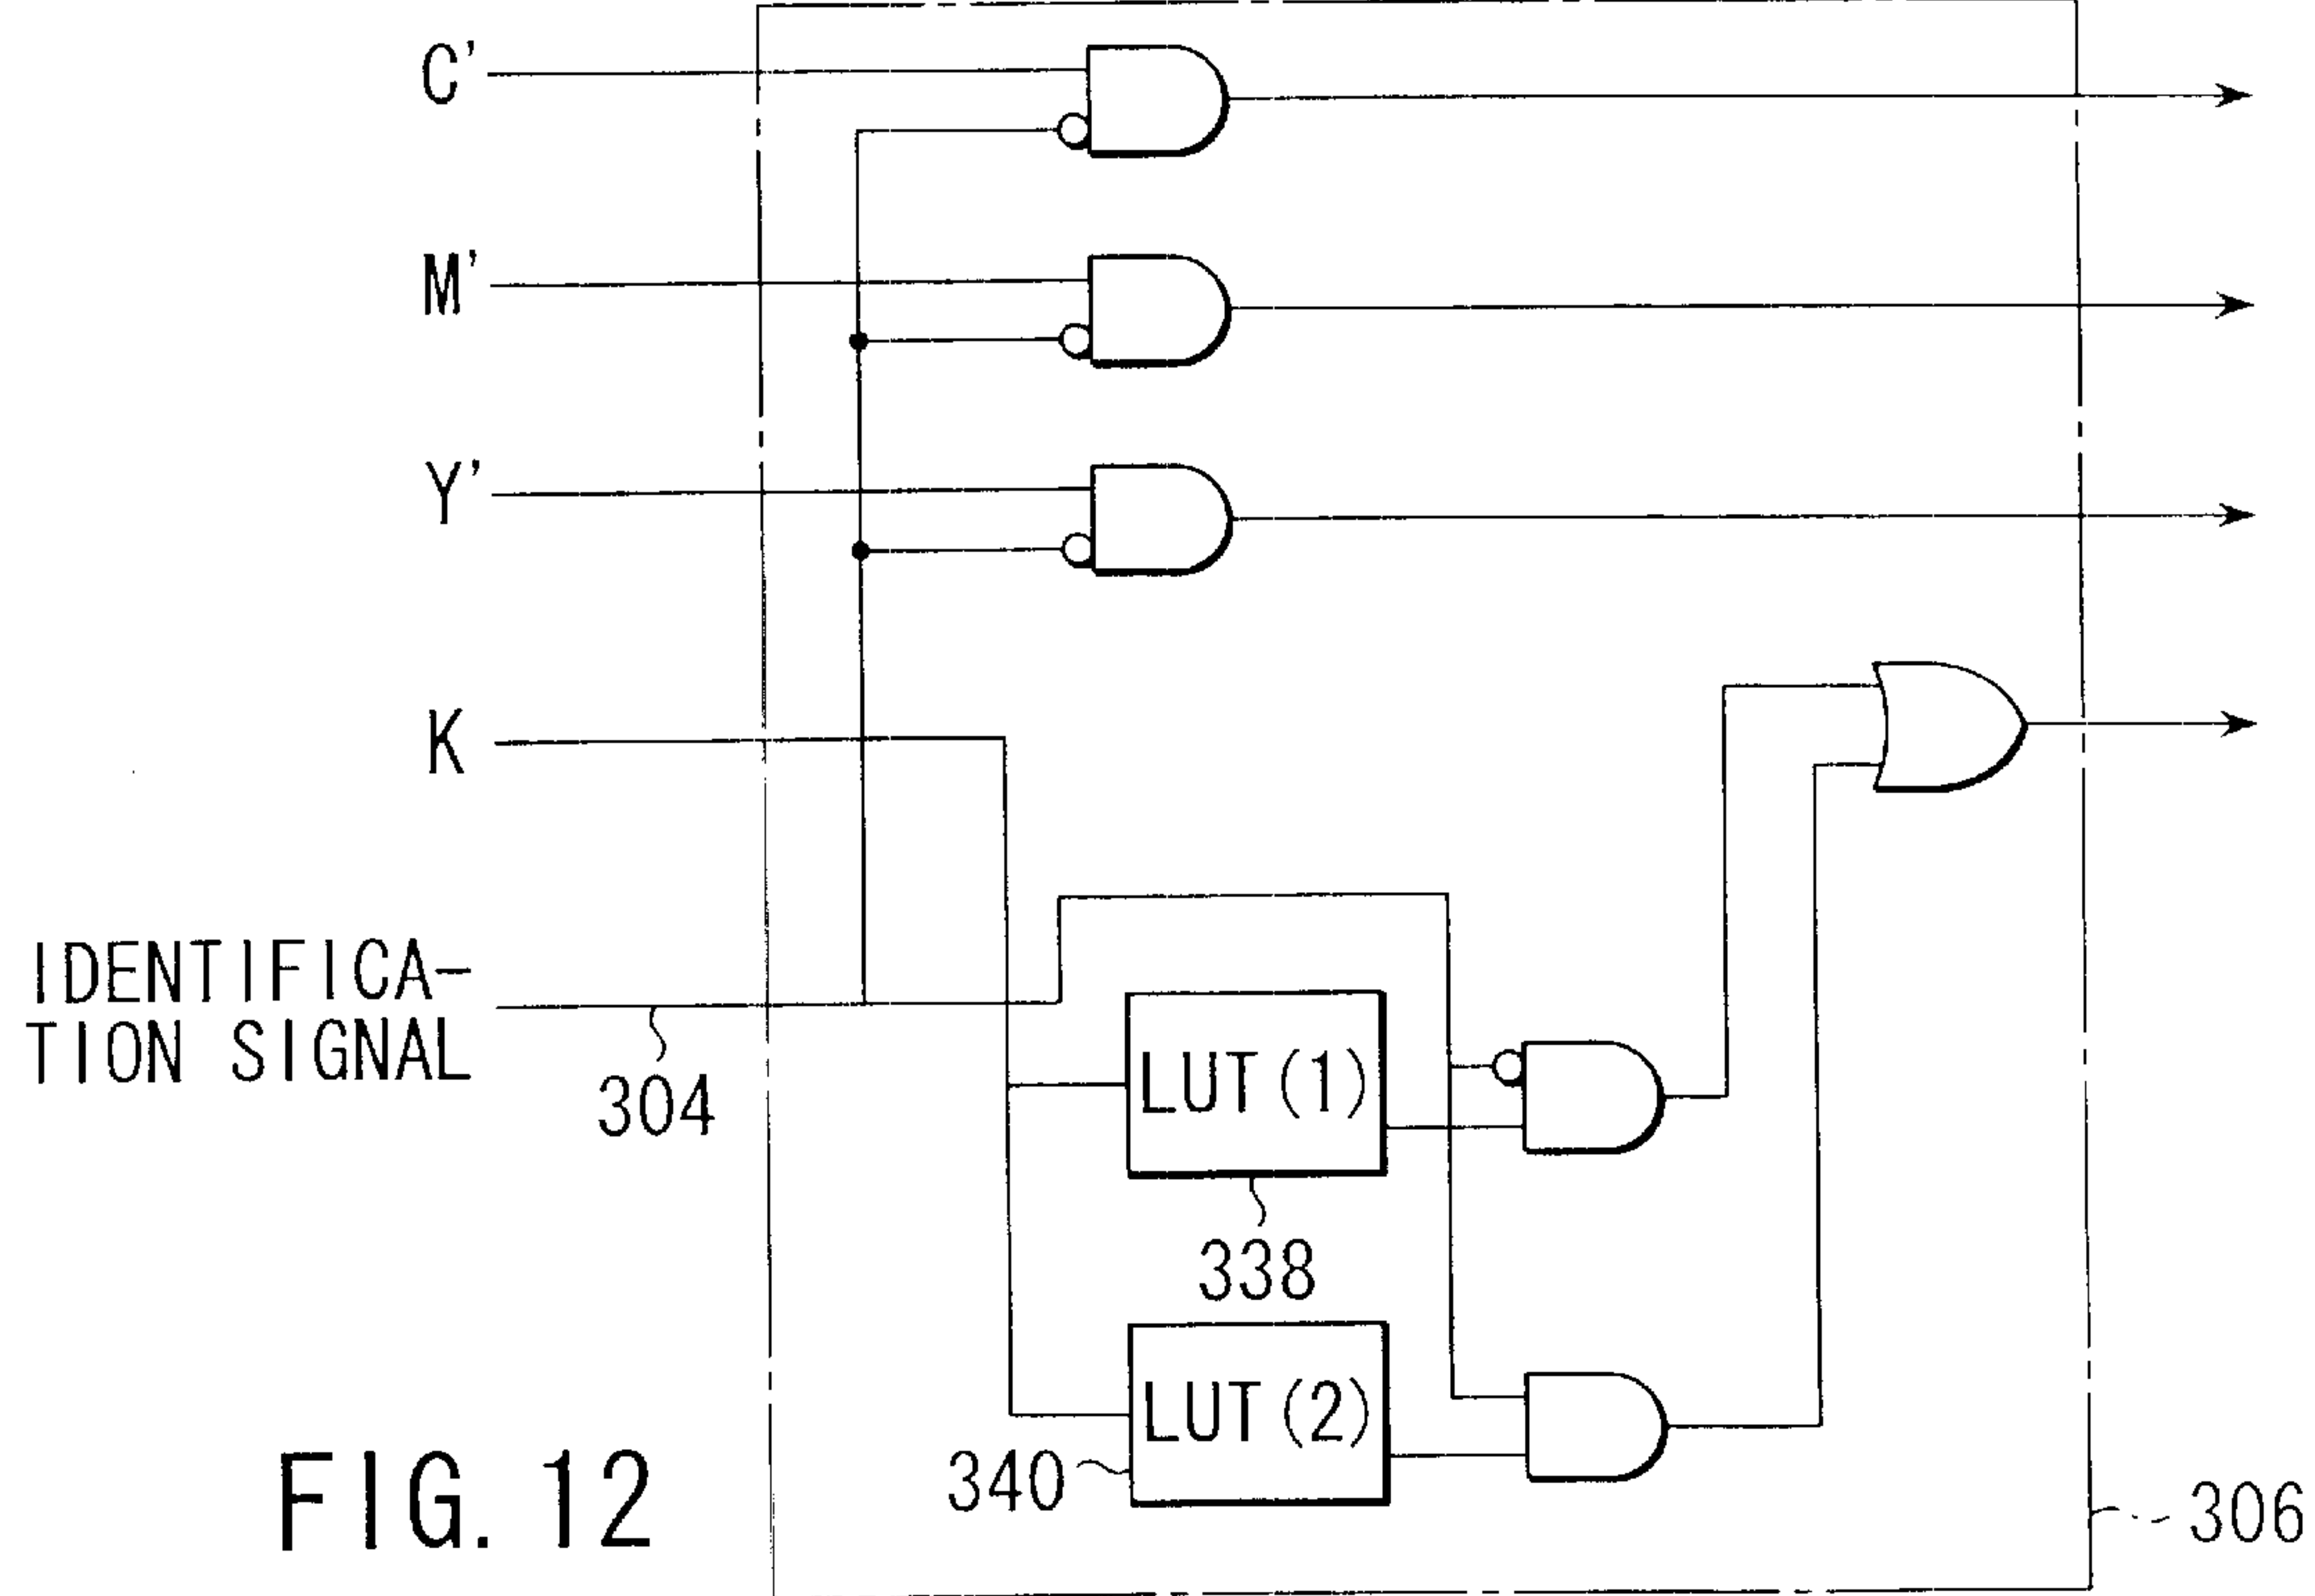 C'
M'
Y'
K
IDENTIFICA-
TION SIGNAL
304
LUT(1)
338
LUT(2)
340
306
FIG. 12